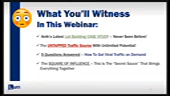 What You'll Witness
In This Webinar:
Anik's Latest List Building CASE STUDY - Never Seen Before!
The UNTAPPED Traffic Source With Unlimited Potential!
5 Questions Answered - How To Get Viral Traffic on Demand
The SQUARE OF INFLUENCE - This Is The "Secret Sauce" That Brings
Everything Together